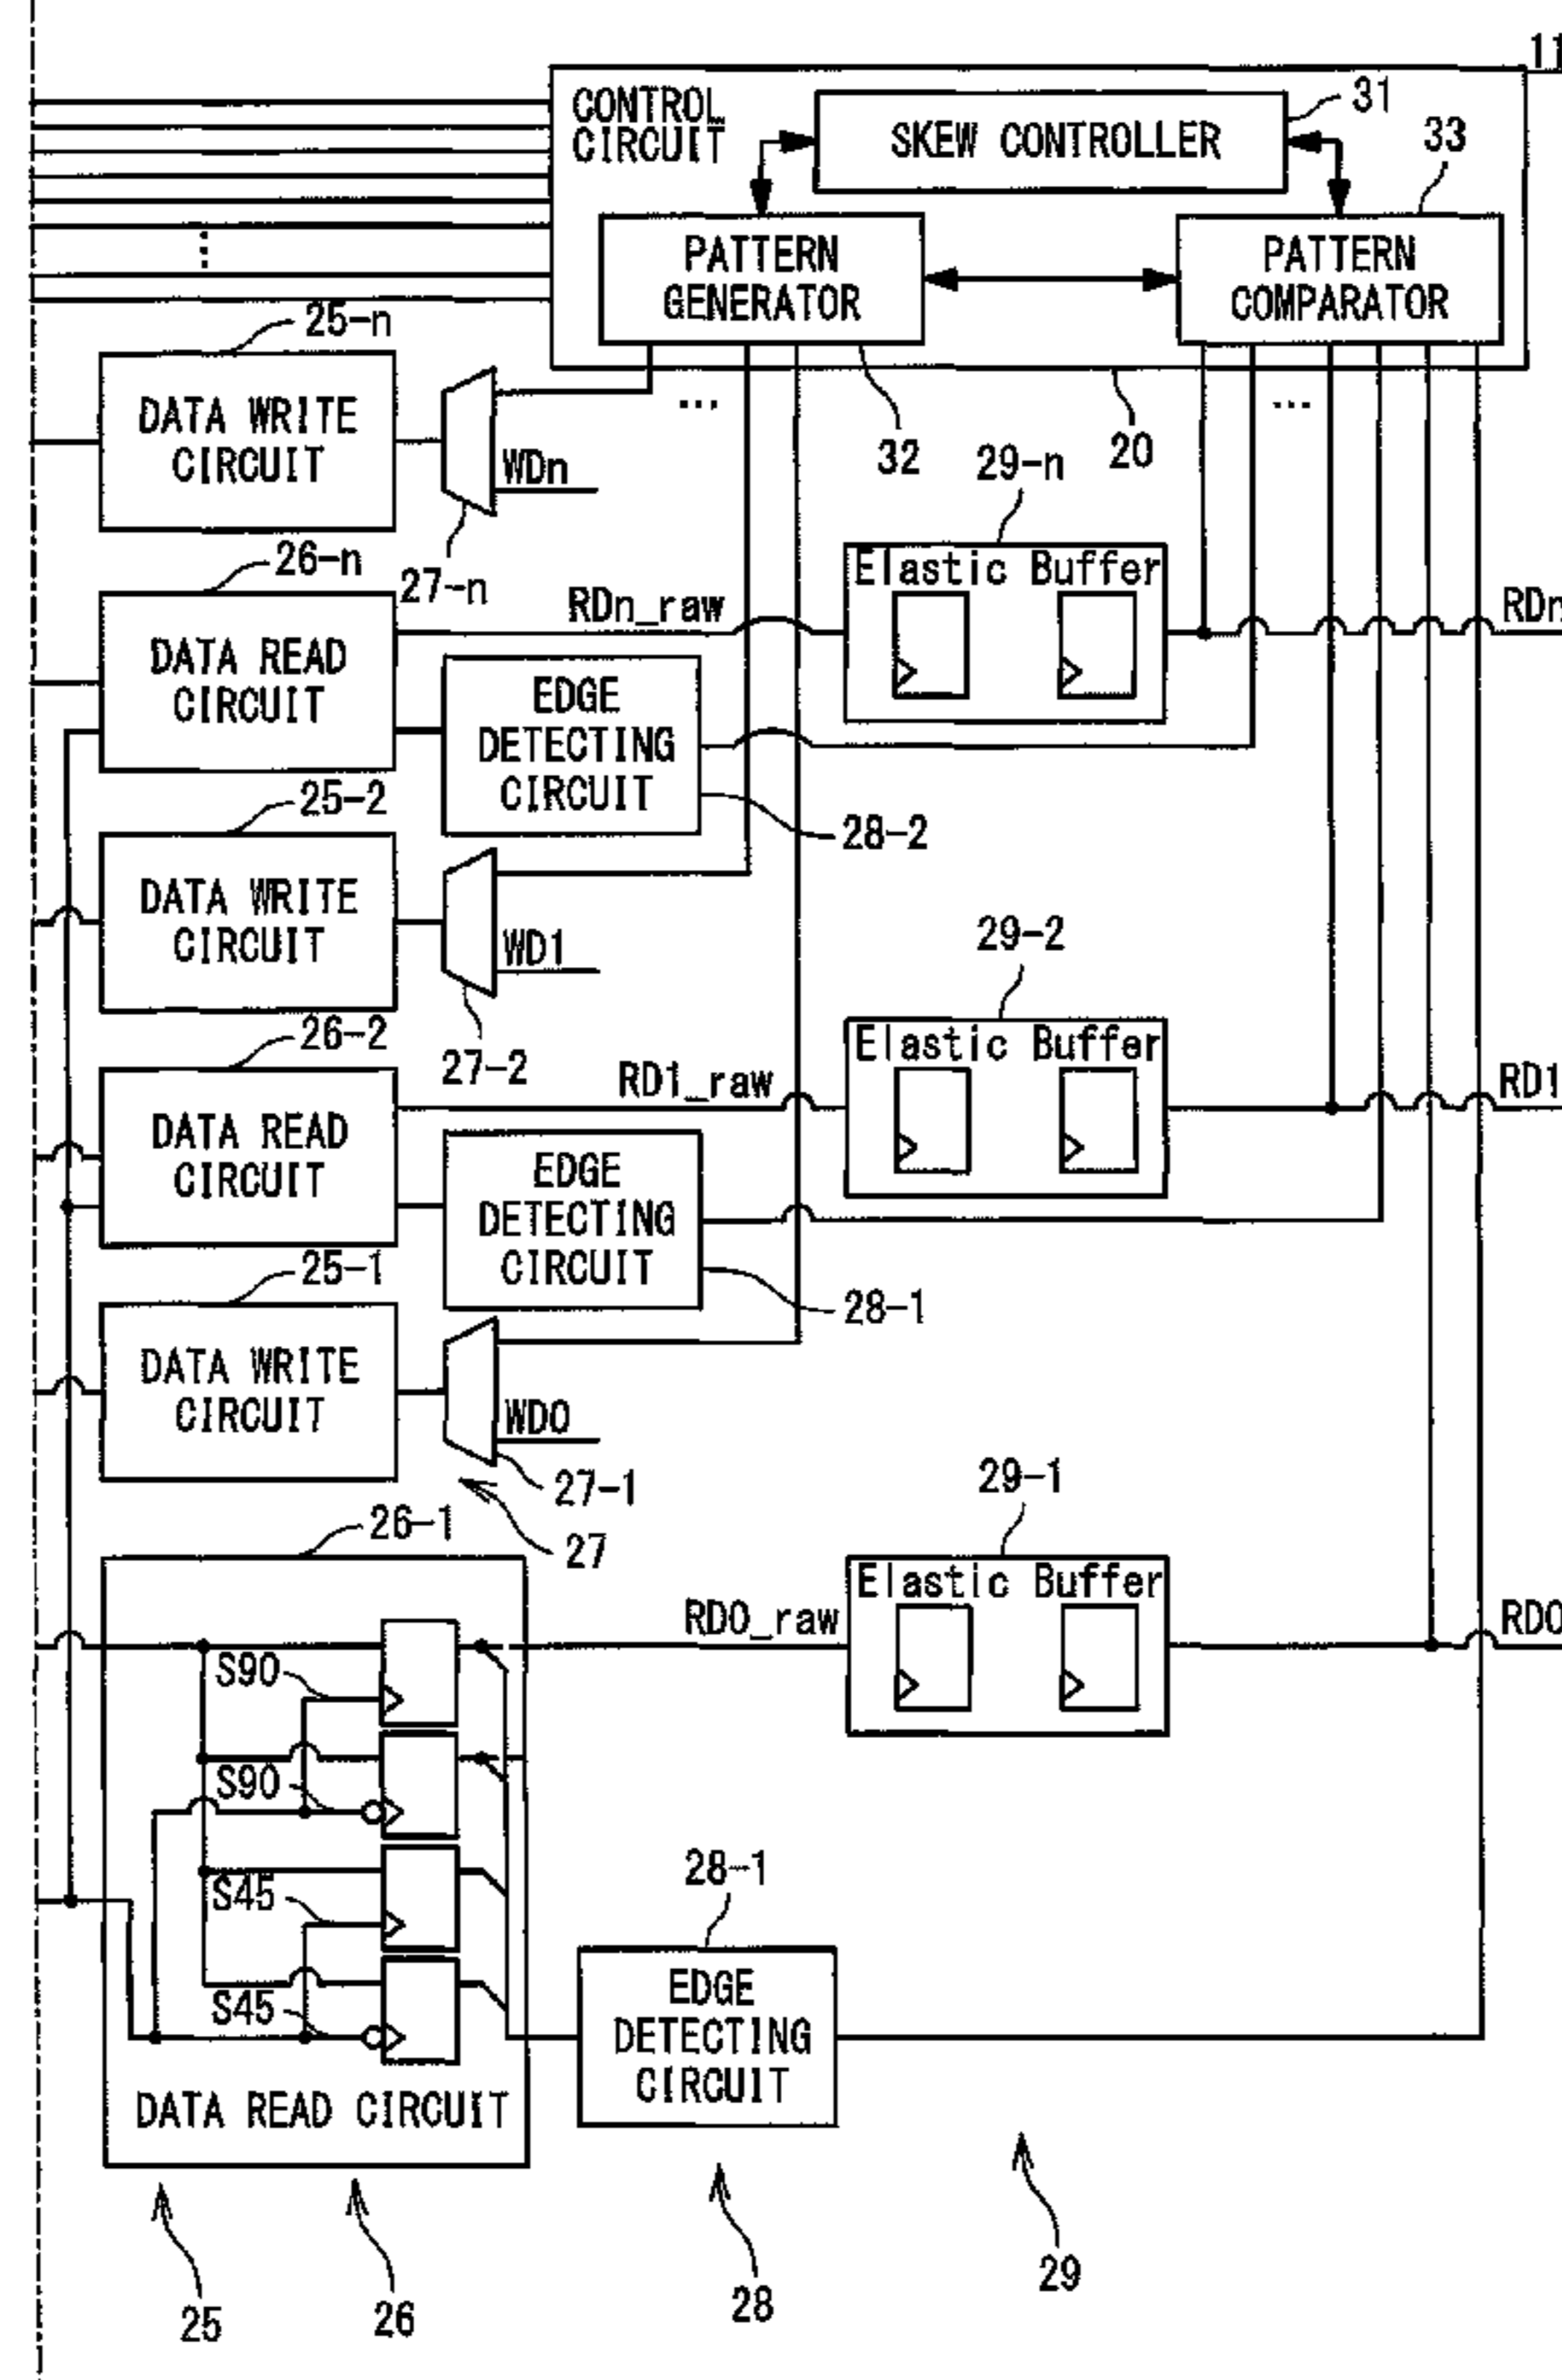 11
CONTROL
CIRCUIT
SKEW CONTROLLER
31
33
PATTERN
GENERATOR
PATTERN
COMPARATOR
25-n
...
...
DATA WRITE
CIRCUIT
WDn
32
20
29-n
26-n
27-n
RDn_raw
Elastic Buffer
RDn
DATA READ
CIRCUIT
EDGE
DETECTING
CIRCUIT
25-2
28-2
DATA WRITE
CIRCUIT
WD1
29-2
26-2
27-2
RD1_raw
Elastic Buffer
RD1
DATA READ
CIRCUIT
EDGE
DETECTING
CIRCUIT
25-1
28-1
DATA WRITE
CIRCUIT
WD0
27-1
29-1
26-1
27
Elastic Buffer
RD0_raw
RD0
S90
S90
S45
28-1
S45
EDGE
DETECTING
CIRCUIT
DATA READ CIRCUIT
25
26
28
29